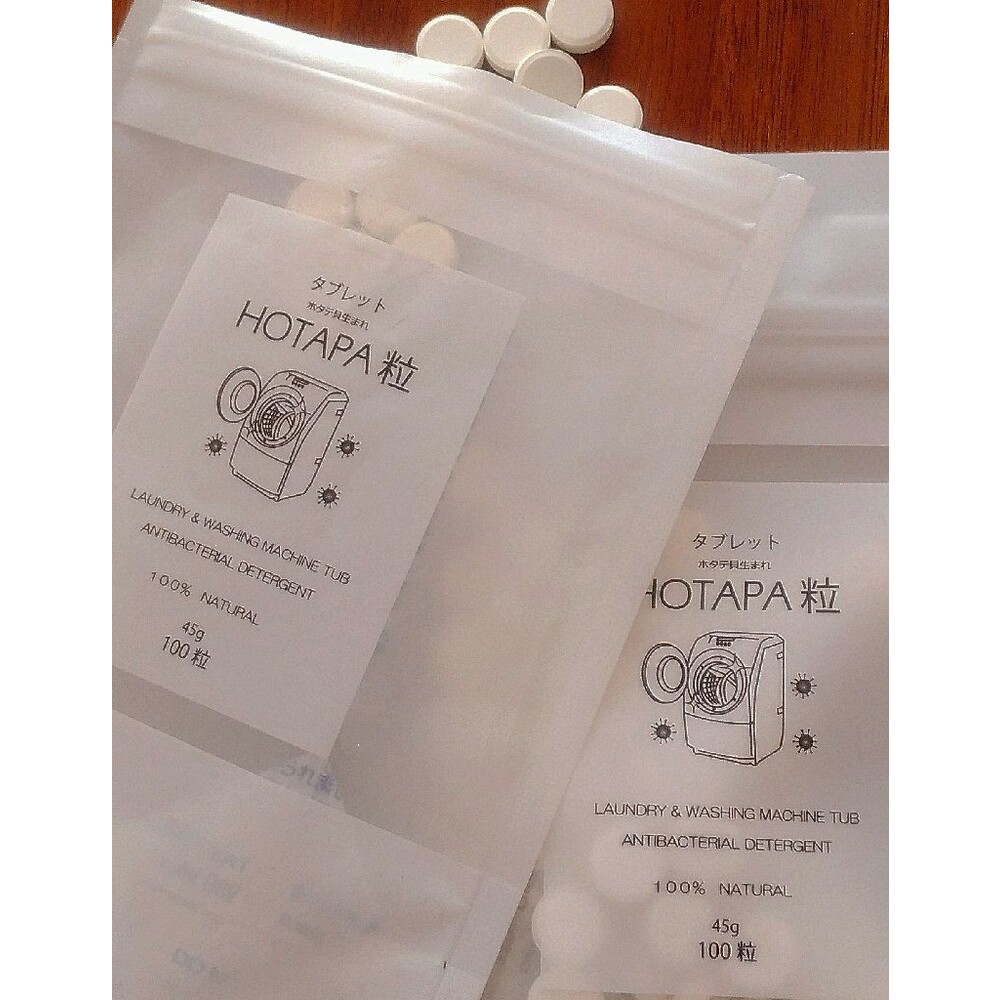 タブレット
ホタテ貝生まれ
HOTAPA 粒
LAUNDRY & WASHING MACHINE TUB
ANTIBACTERIAL DETERGENT
100% NATURAL
45g
100 粒
タブレット
ホタテ貝生まれ
HOTAPA 粒
LAUNDRY & WASHING MACHINE TUB
ANTIBACTERIAL DETERGENT
100% NATURAL
45g
100 粒